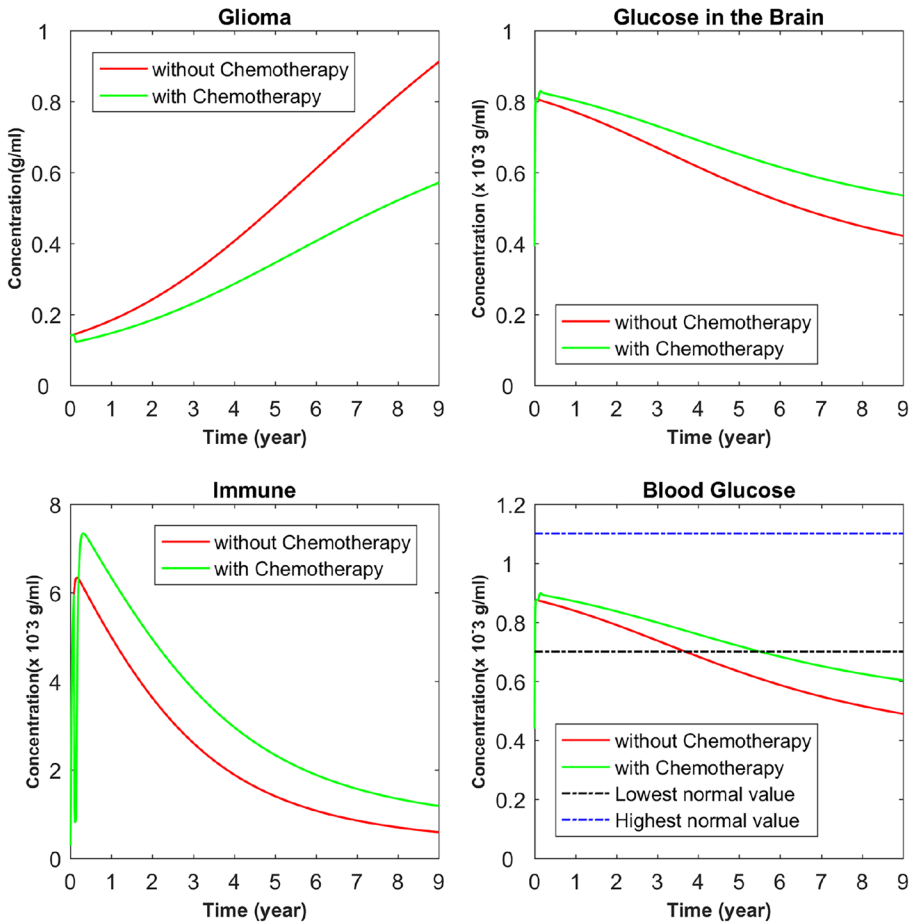 Glioma
1
0.8
0.6
0.4
0.2
0
Concentration(g/ml)
without Chemotherapy
with Chemotherapy
0 1 2 3 4 5 6 7 8 9
Time (year)
Glucose in the Brain
1
0.8
0.6
0.4
0.2
0
Concentration (x 10^-3 g/ml)
without Chemotherapy
with Chemotherapy
0 1 2 3 4 5 6 7 8 9
Time (year)
Immune
8
6
4
2
0
Concentration(x 10^-3 g/ml)
without Chemotherapy
with Chemotherapy
0 1 2 3 4 5 6 7 8 9
Time (year)
Blood Glucose
1.2
1
0.8
0.6
0.4
0.2
0
Concentration(x 10^-3 g/ml)
without Chemotherapy
with Chemotherapy
Lowest normal value
Highest normal value
0 1 2 3 4 5 6 7 8 9
Time (year)